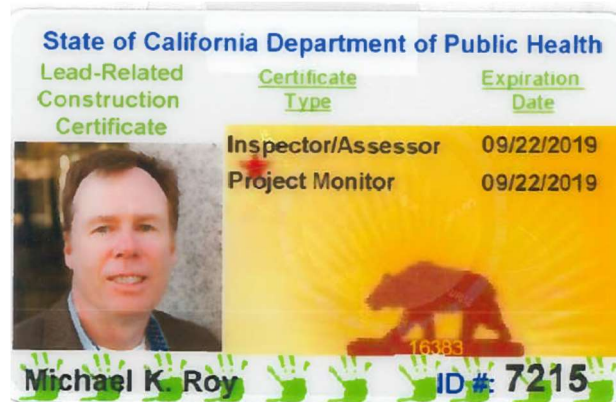 State of California Department of Public Health
Lead-Related
Construction
Certificate
Certificate
Type
Expiration
Date
Inspector/Assessor 09/22/2019
Project Monitor 09/22/2019
16383
Michael K. Roy ID #: 7215